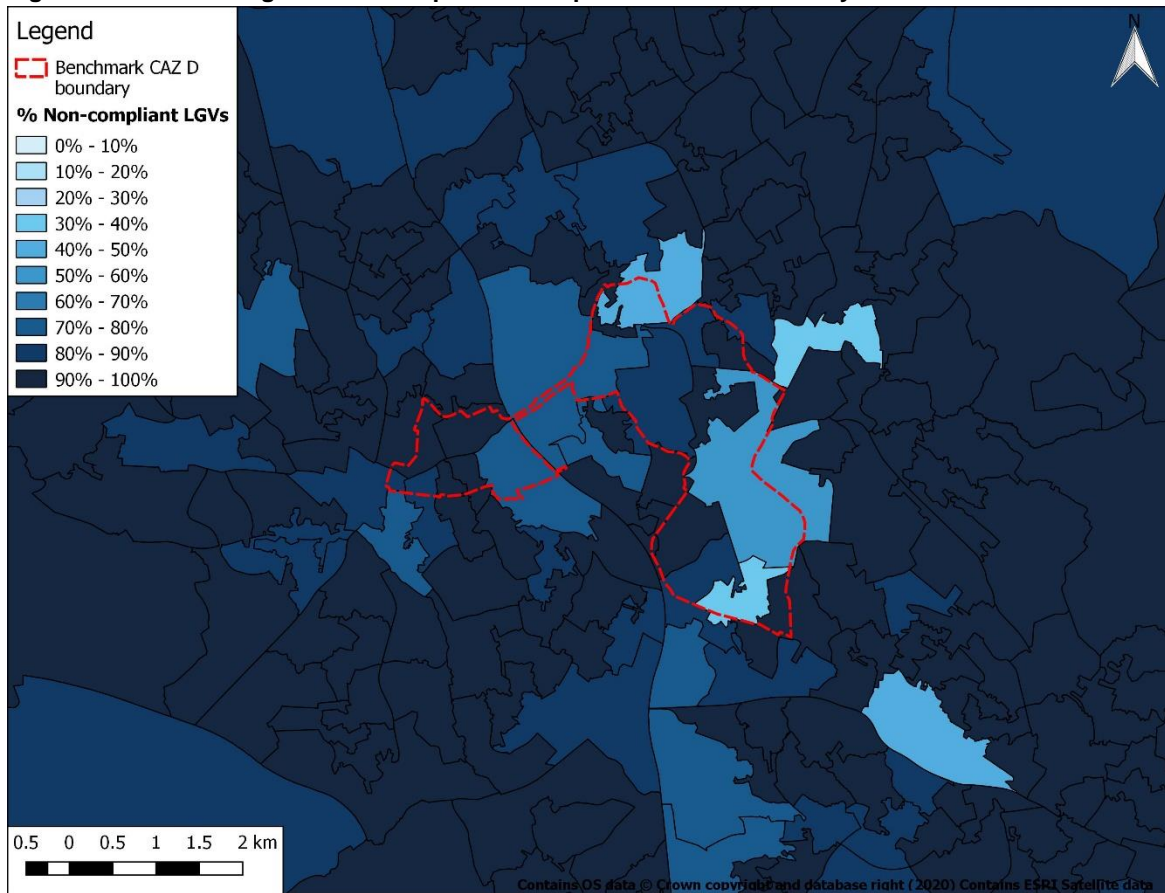 Legend
Benchmark CAZ D
boundary
% Non-compliant LGVs
0% - 10%
10% - 20%
20% - 30%
30% - 40%
40% - 50%
50% - 60%
60% - 70%
70% - 80%
80% - 90%
90% - 100%
N
0.5 0 0.5 1 1.5 2 km
Contains OS data © Crown copyright and database right (2020) Contains ESRI Satellite data